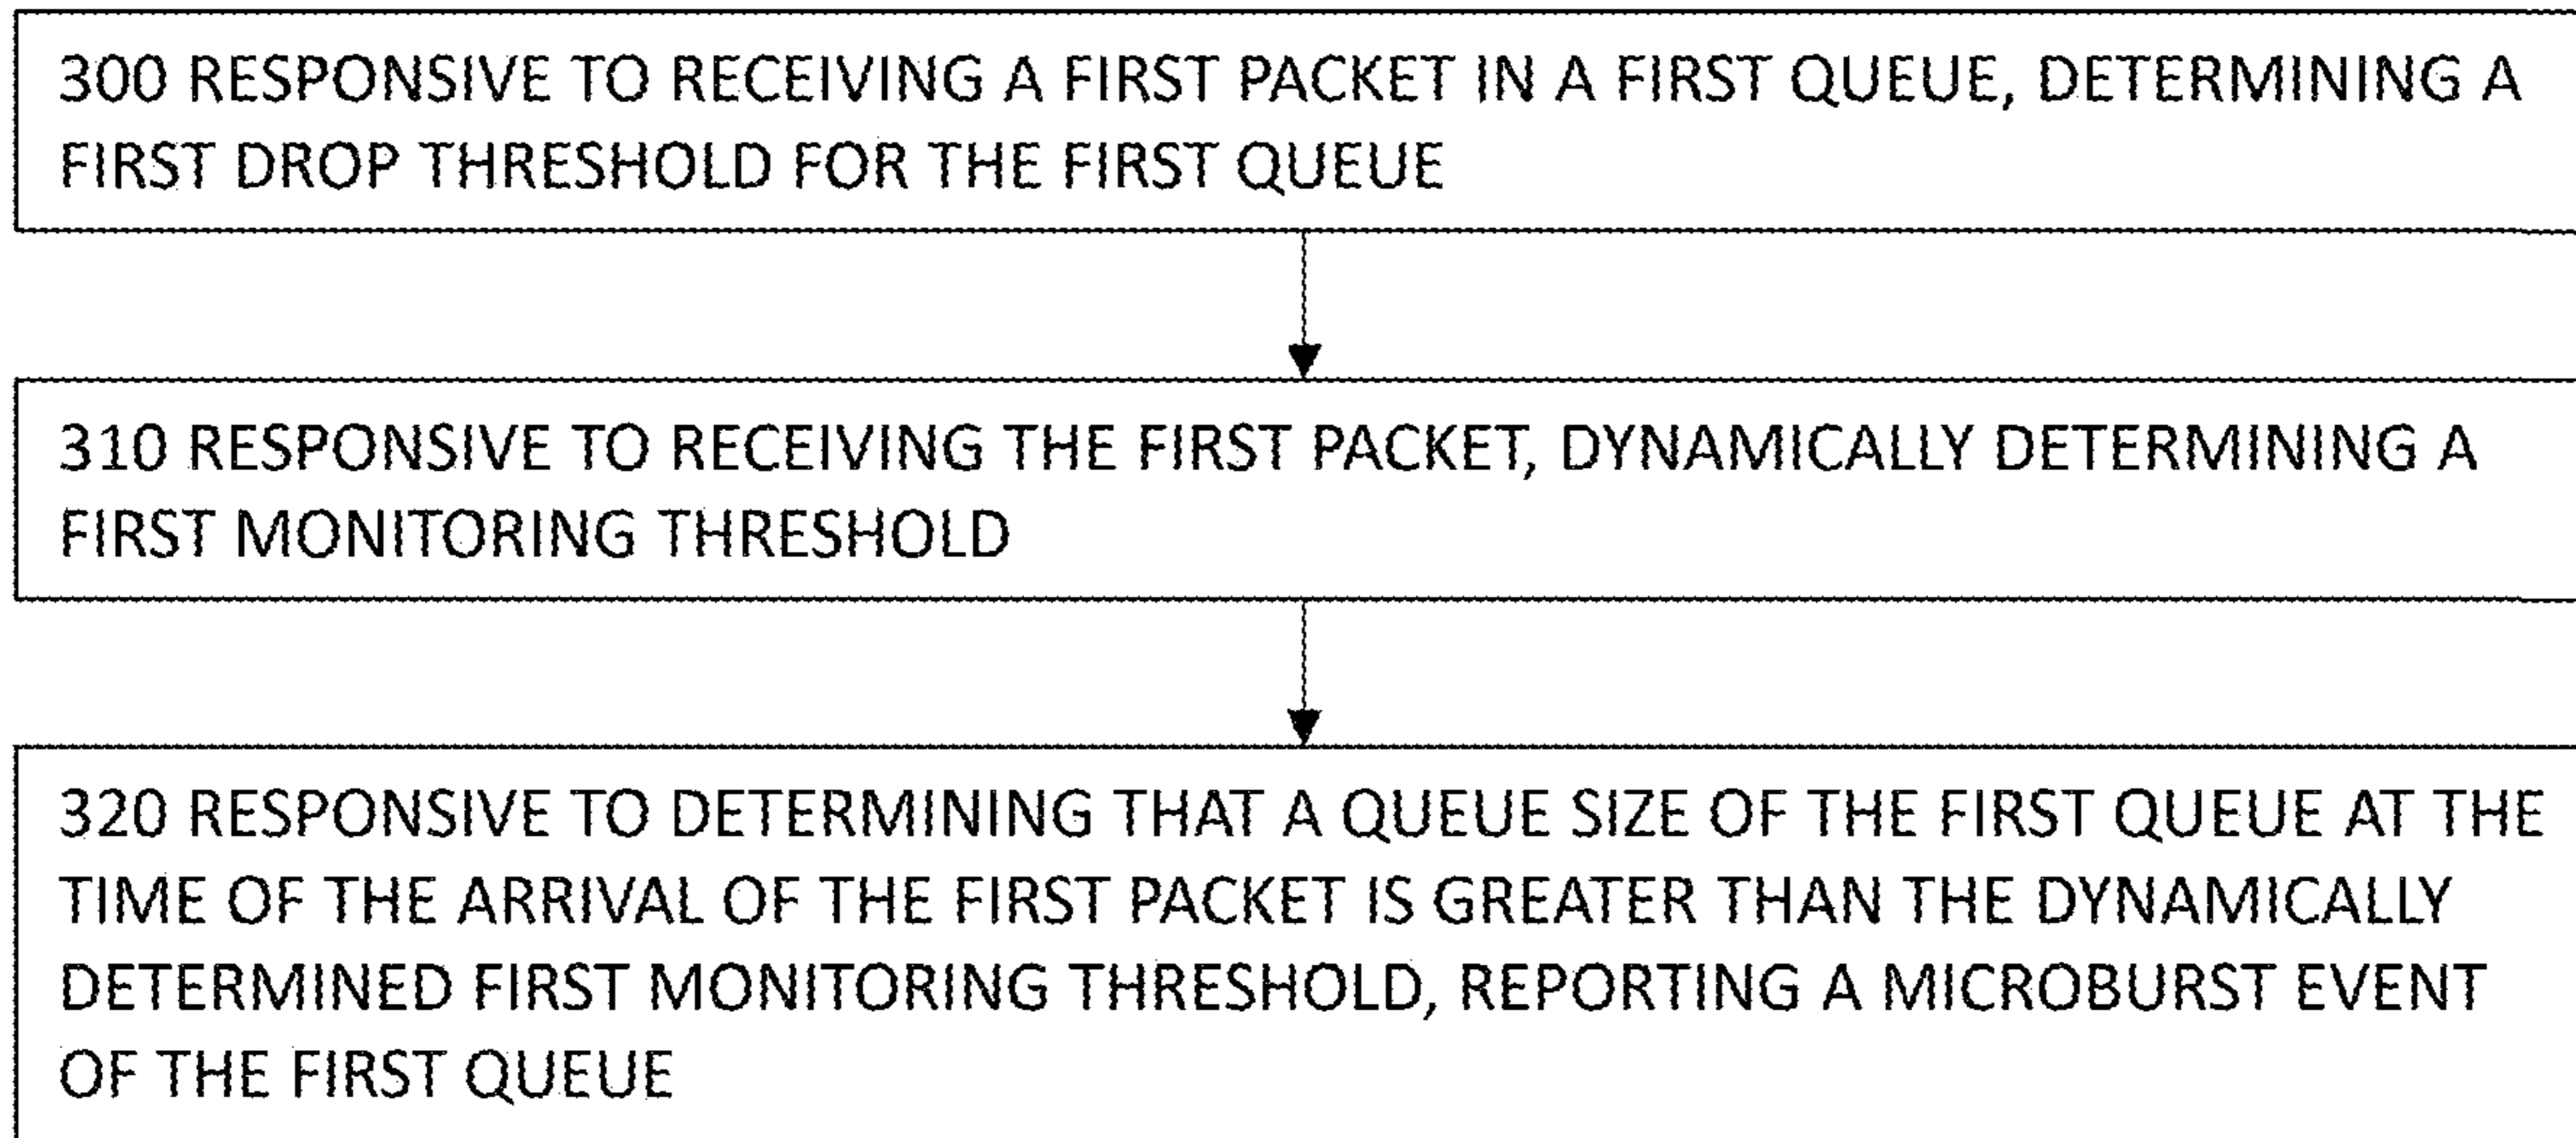 300 RESPONSIVE TO RECEIVING A FIRST PACKET IN A FIRST QUEUE, DETERMINING A
FIRST DROP THRESHOLD FOR THE FIRST QUEUE
310 RESPONSIVE TO RECEIVING THE FIRST PACKET, DYNAMICALLY DETERMINING A
FIRST MONITORING THRESHOLD
320 RESPONSIVE TO DETERMINING THAT A QUEUE SIZE OF THE FIRST QUEUE AT THE
TIME OF THE ARRIVAL OF THE FIRST PACKET IS GREATER THAN THE DYNAMICALLY
DETERMINED FIRST MONITORING THRESHOLD, REPORTING A MICROBURST EVENT
OF THE FIRST QUEUE